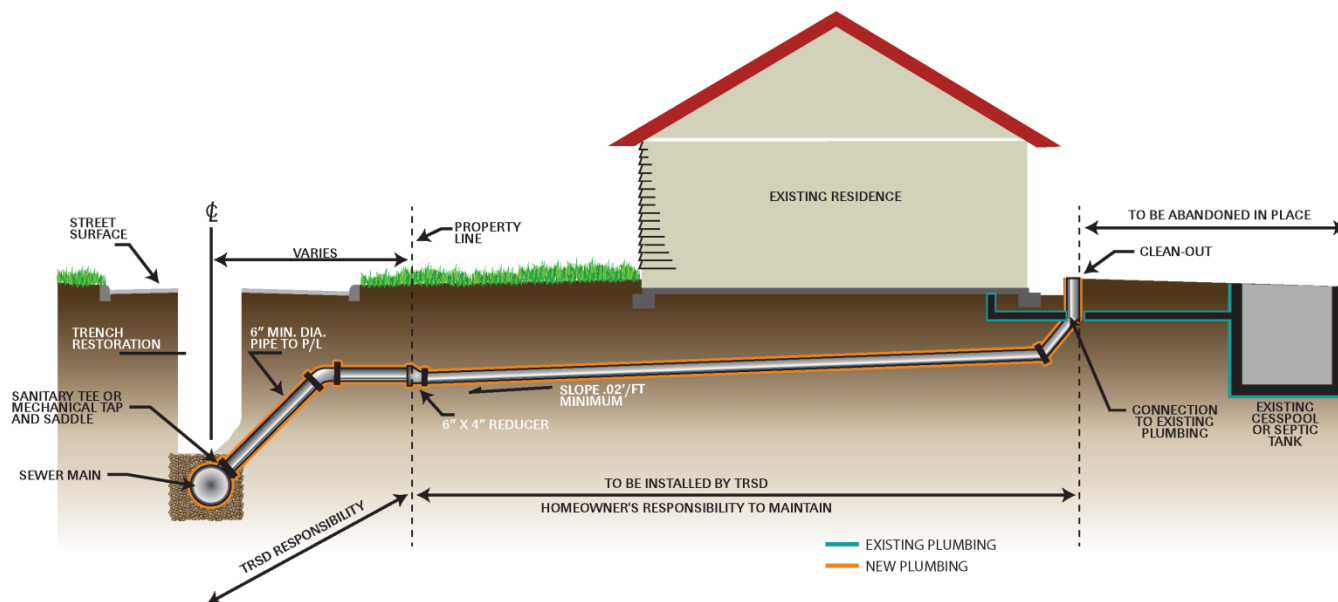 EXISTING RESIDENCE
TO BE ABANDONED IN PLACE
℄
STREET
SURFACE
PROPERTY
LINE
VARIES
CLEAN-OUT
TRENCH
RESTORATION
6" MIN. DIA.
PIPE TO P/L
SANITARY TEE OR
MECHANICAL TAP
AND SADDLE
SLOPE .02'/FT
MINIMUM
6" X 4" REDUCER
CONNECTION
TO EXISTING
PLUMBING
EXISTING
CESSPOOL
OR SEPTIC
TANK
SEWER MAIN
TO BE INSTALLED BY TRSD
HOMEOWNER'S RESPONSIBILITY TO MAINTAIN
TRSD RESPONSIBILITY
EXISTING PLUMBING
NEW PLUMBING